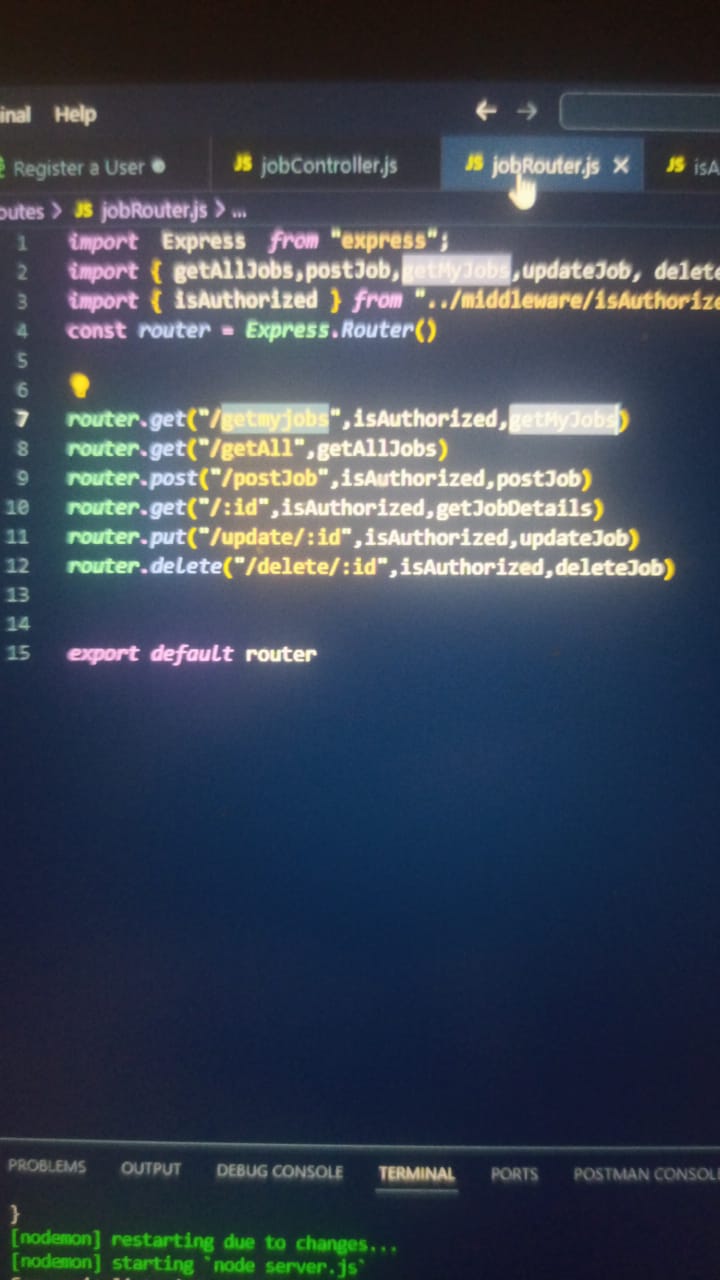 inal Help
Register a User JS jobController.js JS jobRouter.js JS isA
outes > JS jobRouter.js > ...
1 import Express from "express";
2 import { getAllJobs,postJob,getMyJobs,updateJob, delete
3 import { isAuthorized } from "../middleware/isAuthorize
4 const router = Express.Router()
5
6
7 router.get("/getmyjobs",isAuthorized,getMyJobs)
8 router.get("/getAll",getAllJobs)
9 router.post("/postJob",isAuthorized,postJob)
10 router.get("/:id",isAuthorized,getJobDetails)
11 router.put("/update/:id",isAuthorized,updateJob)
12 router.delete("/delete/:id",isAuthorized,deleteJob)
13
14
15 export default router
PROBLEMS OUTPUT DEBUG CONSOLE TERMINAL PORTS POSTMAN CONSOL
}
[nodemon] restarting due to changes...
[nodemon] starting `node server.js`